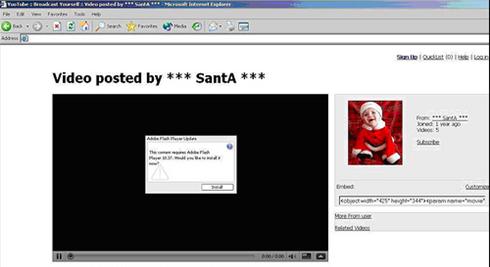 YuoTube :: Broadcast Yourself :: Video posted by *** SantA *** - Microsoft Internet Explorer
File Edit View Favorites Tools Help
Back Search Favorites Media
Address
Sign Up | QuickList (0) | Help | Log in
Video posted by *** SantA ***
From: *** SantA ***
Joined: 1 year ago
Videos: 5
Subscribe
Adobe Flash Player Update
This content requires Adobe Flash
Player 10.37. Would you like to install it
now?
Install
Embed: Customize
<object width="425" height="344"><param name="movie"
More From user
Related Videos
0:00 / 0:00